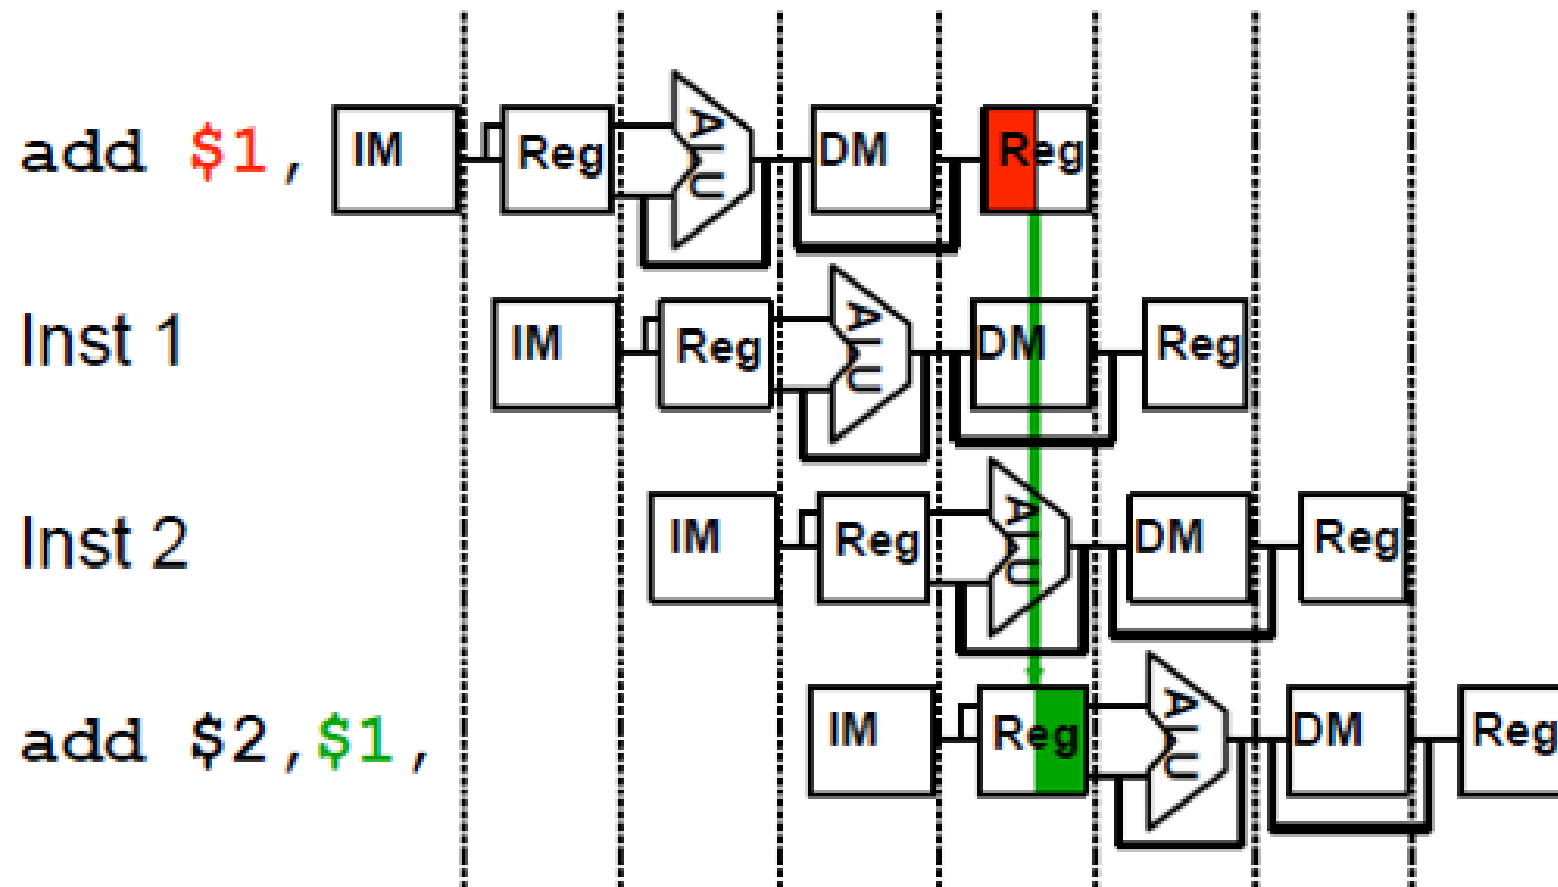 add $1, IM Reg ALU DM Reg
Inst 1 IM Reg ALU DM Reg
Inst 2 IM Reg ALU DM Reg
add $2,$1, IM Reg ALU DM Reg